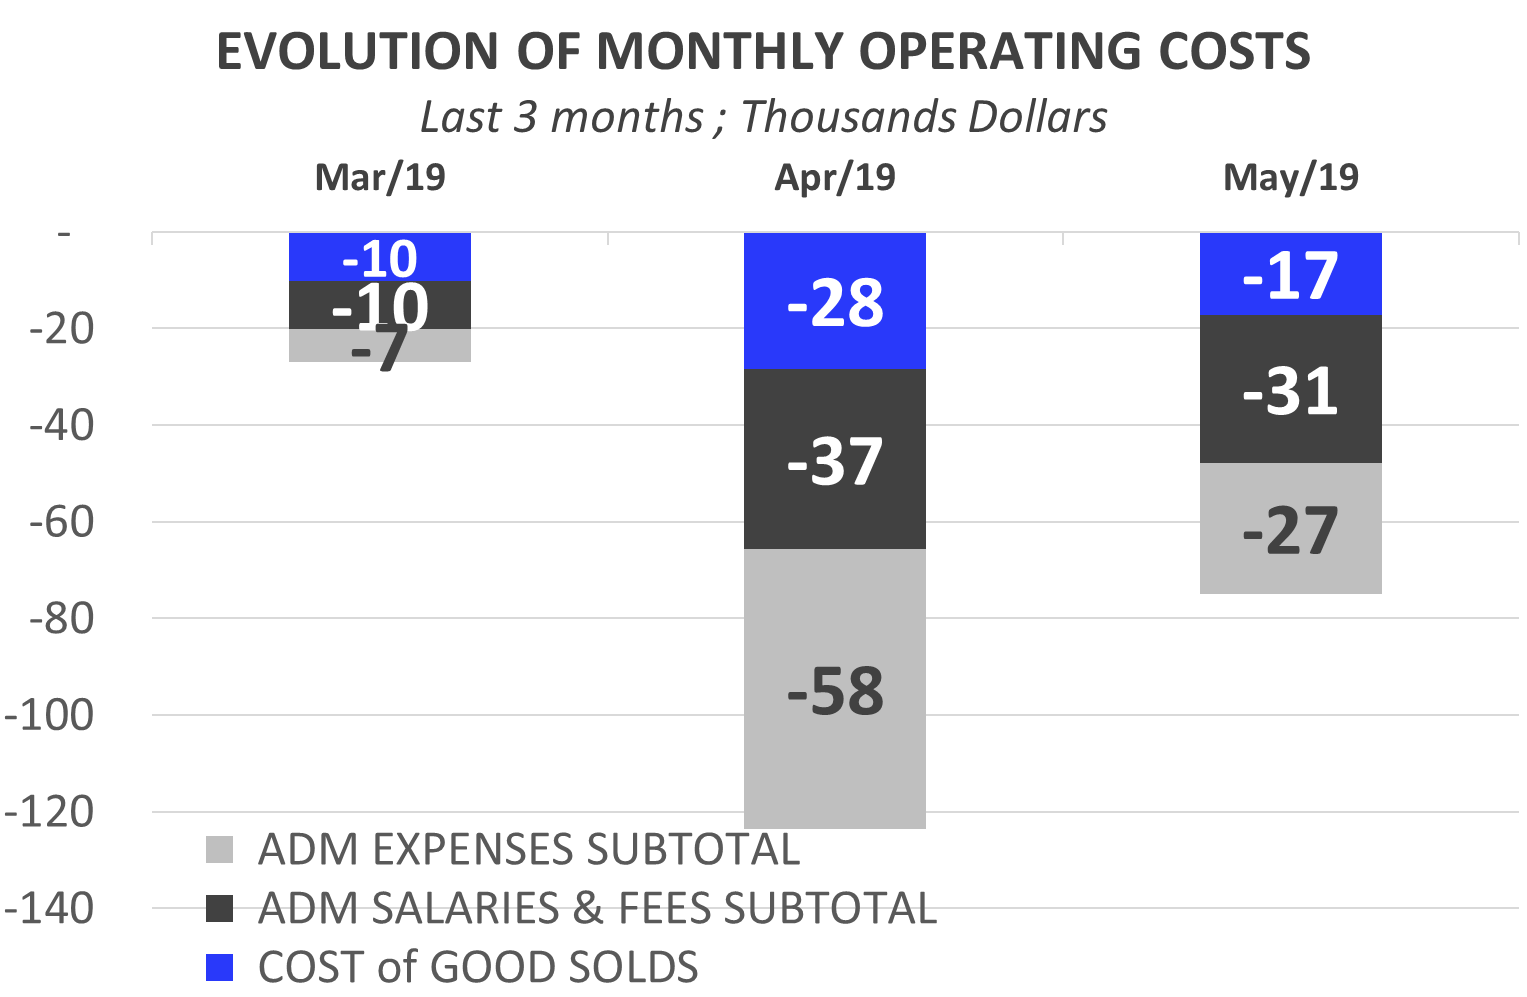 EVOLUTION OF MONTHLY OPERATING COSTS
Last 3 months ; Thousands Dollars
Mar/19 Apr/19 May/19
-
-20
-40
-60
-80
-100
-120
-140
-10
-10
-7
-28
-37
-58
-17
-31
-27
ADM EXPENSES SUBTOTAL
ADM SALARIES & FEES SUBTOTAL
COST of GOOD SOLDS